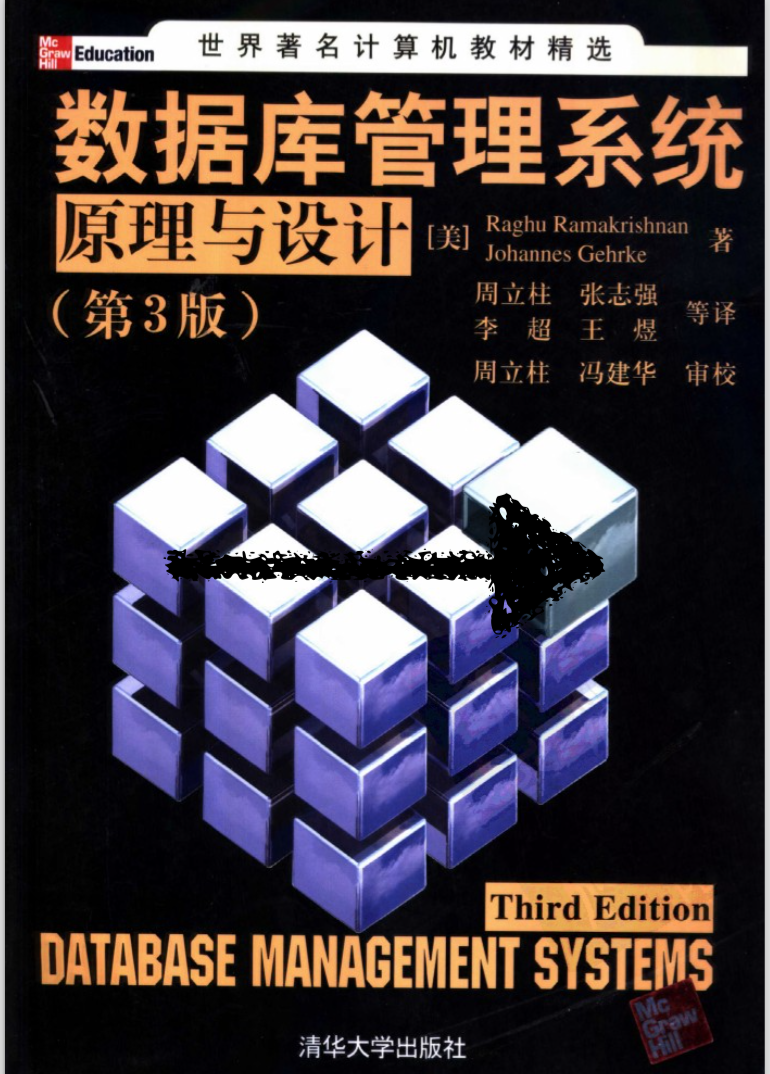 Mc
Graw
Hill
Education
世界著名计算机教材精选
数据库管理系统
原理与设计
[美] Raghu Ramakrishnan
Johannes Gehrke 著
(第3版)
周立柱 张志强
李 超 王 煜 等译
周立柱 冯建华 审校
Third Edition
DATABASE MANAGEMENT SYSTEMS
Mc
Graw
Hill
清华大学出版社